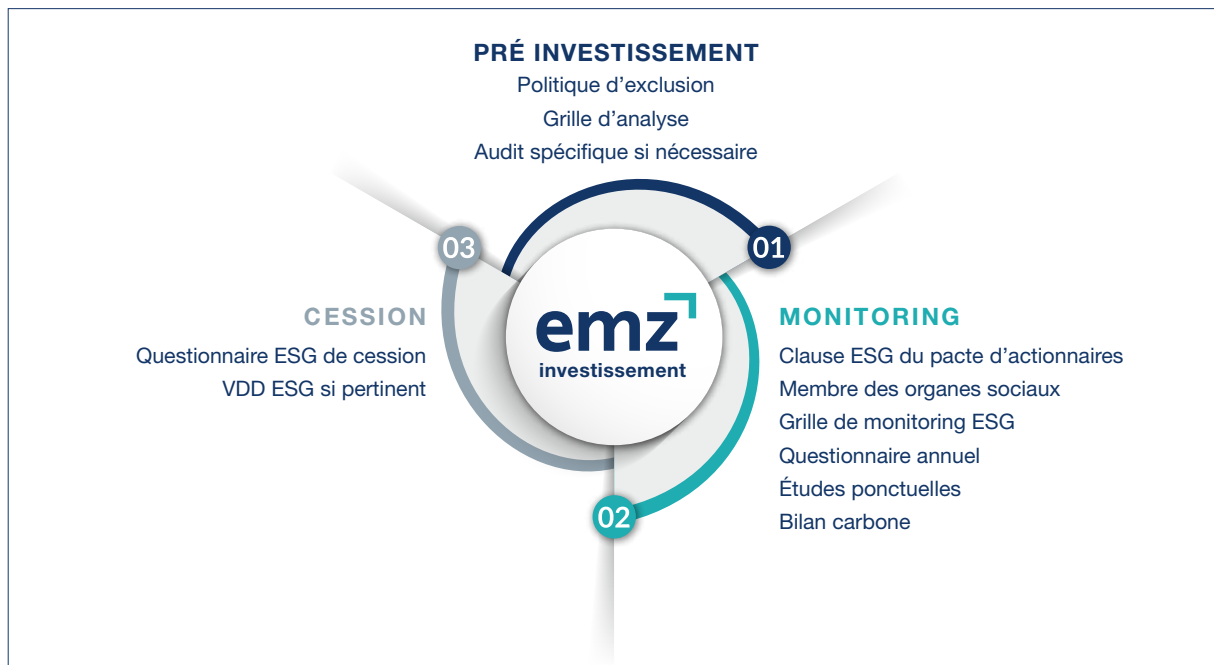 PRÉ INVESTISSEMENT
Politique d’exclusion
Grille d’analyse
Audit spécifique si nécessaire
01
MONITORING
Clause ESG du pacte d’actionnaires
Membre des organes sociaux
Grille de monitoring ESG
Questionnaire annuel
Études ponctuelles
Bilan carbone
02
03
CESSION
Questionnaire ESG de cession
VDD ESG si pertinent
emz
investissement